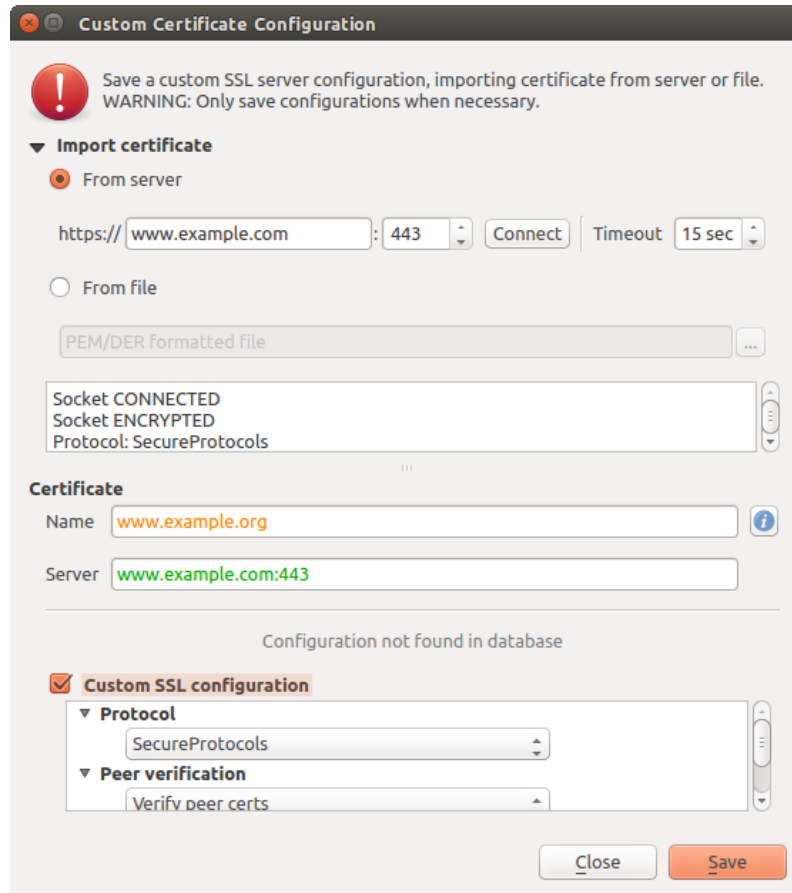 Custom Certificate Configuration
Save a custom SSL server configuration, importing certificate from server or file.
WARNING: Only save configurations when necessary.
Import certificate
From server
https:// www.example.com : 443 Connect Timeout 15 sec
From file
PEM/DER formatted file ...
Socket CONNECTED
Socket ENCRYPTED
Protocol: SecureProtocols
Certificate
Name www.example.org
Server www.example.com:443
Configuration not found in database
Custom SSL configuration
Protocol
SecureProtocols
Peer verification
Verify peer certs
Close Save